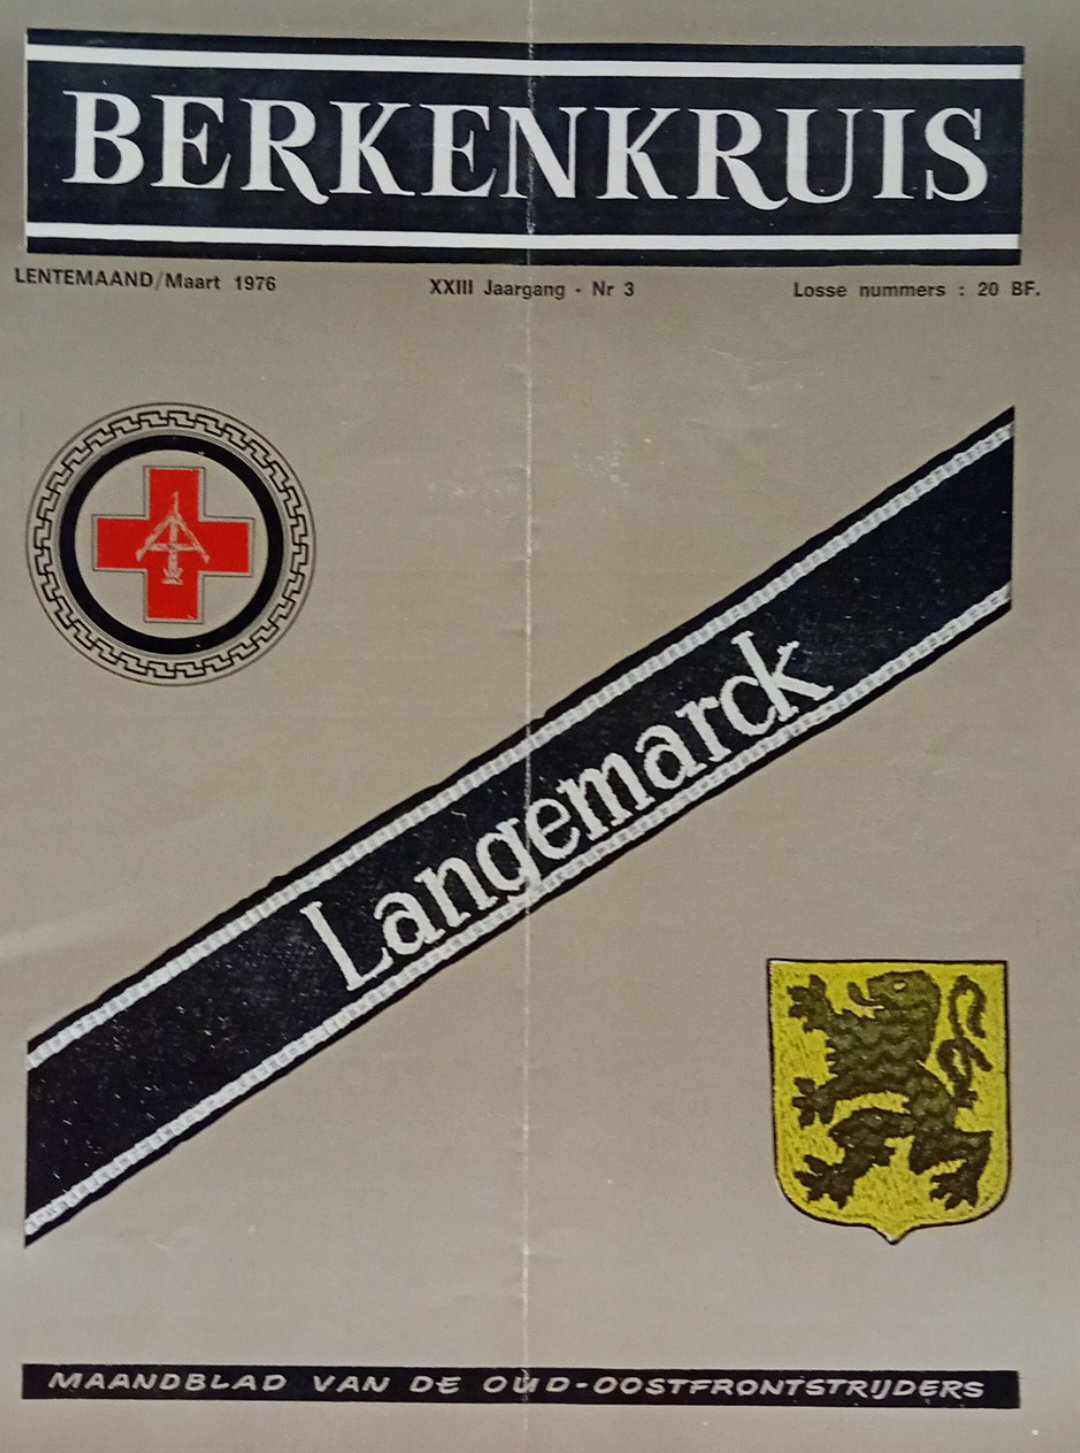 BERKENKRUIS
LENTEMAAND/Maart 1976
XXIII Jaargang - Nr 3
Losse nummers : 20 BF.
Langemarck
MAANDBLAD VAN DE OUD-OOSTFRONTSTRIJDERS